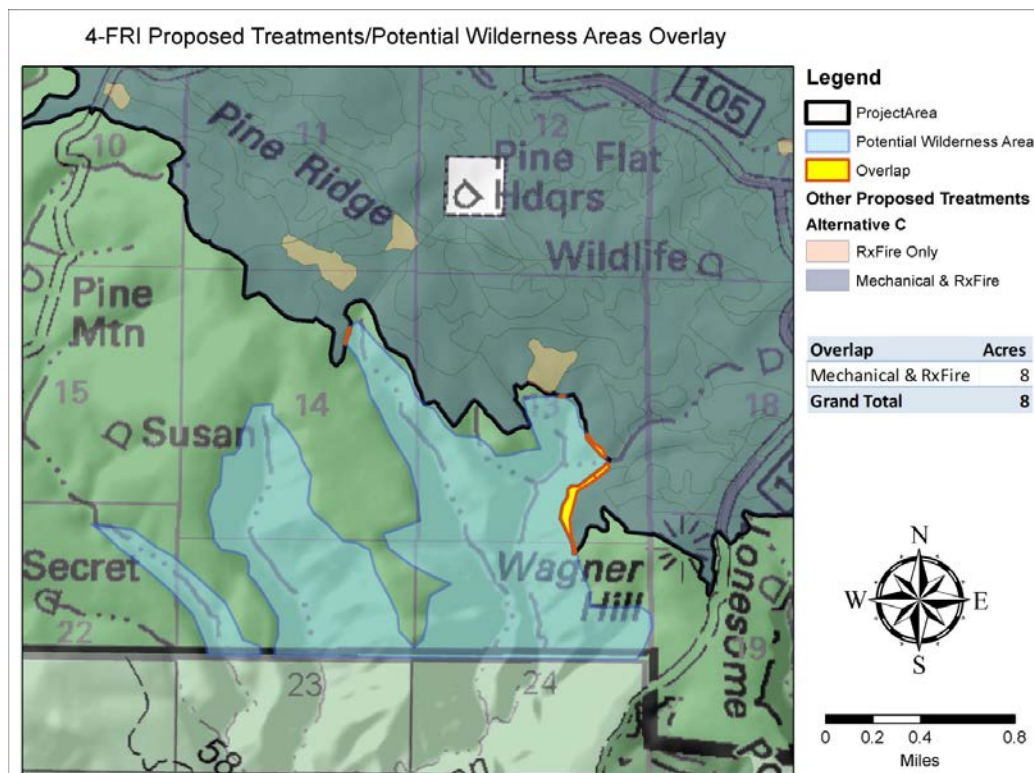 4-FRI Proposed Treatments/Potential Wilderness Areas Overlay
105
10
11
12
Pine Ridge
Pine Flat
Hdqrs
Wildlife
Pine
Mtn
15
14
13
18
Susan
Secret
22
Wagner
Hill
Lonesome
19
23
24
58
Legend
ProjectArea
Potential Wilderness Area
Overlap
Other Proposed Treatments
Alternative C
RxFire Only
Mechanical & RxFire
Overlap Acres
Mechanical & RxFire 8
Grand Total 8
N
W E
S
0 0.2 0.4 0.8
Miles